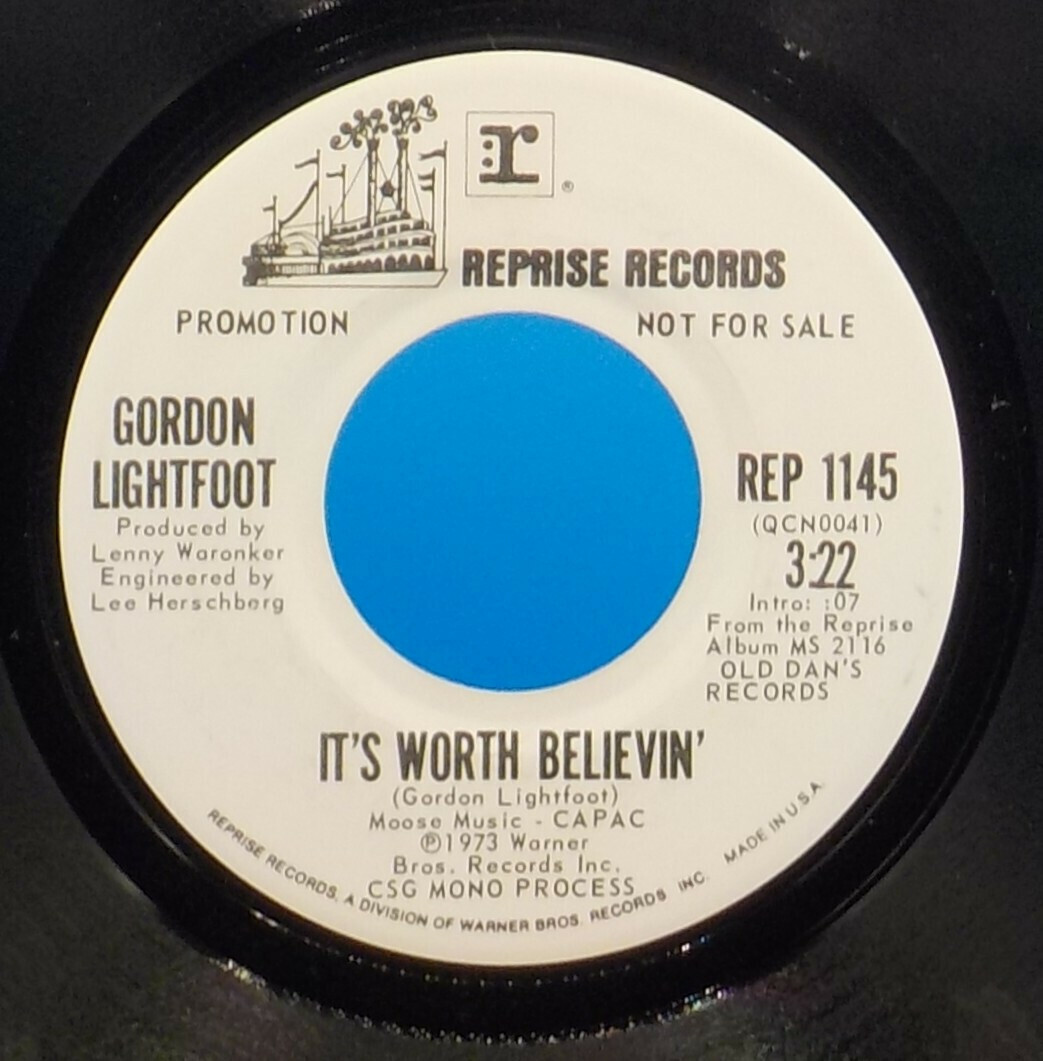 r
®
REPRISE RECORDS
PROMOTION
NOT FOR SALE
GORDON
LIGHTFOOT
Produced by
Lenny Waronker
Engineered by
Lee Herschberg
REP 1145
(QCN0041)
3:22
Intro: :07
From the Reprise
Album MS 2116
OLD DAN'S
RECORDS
IT'S WORTH BELIEVIN'
(Gordon Lightfoot)
Moose Music - CAPAC
℗1973 Warner
Bros. Records Inc.
CSG MONO PROCESS
REPRISE RECORDS, A DIVISION OF WARNER BROS. RECORDS INC. MADE IN U.S.A.